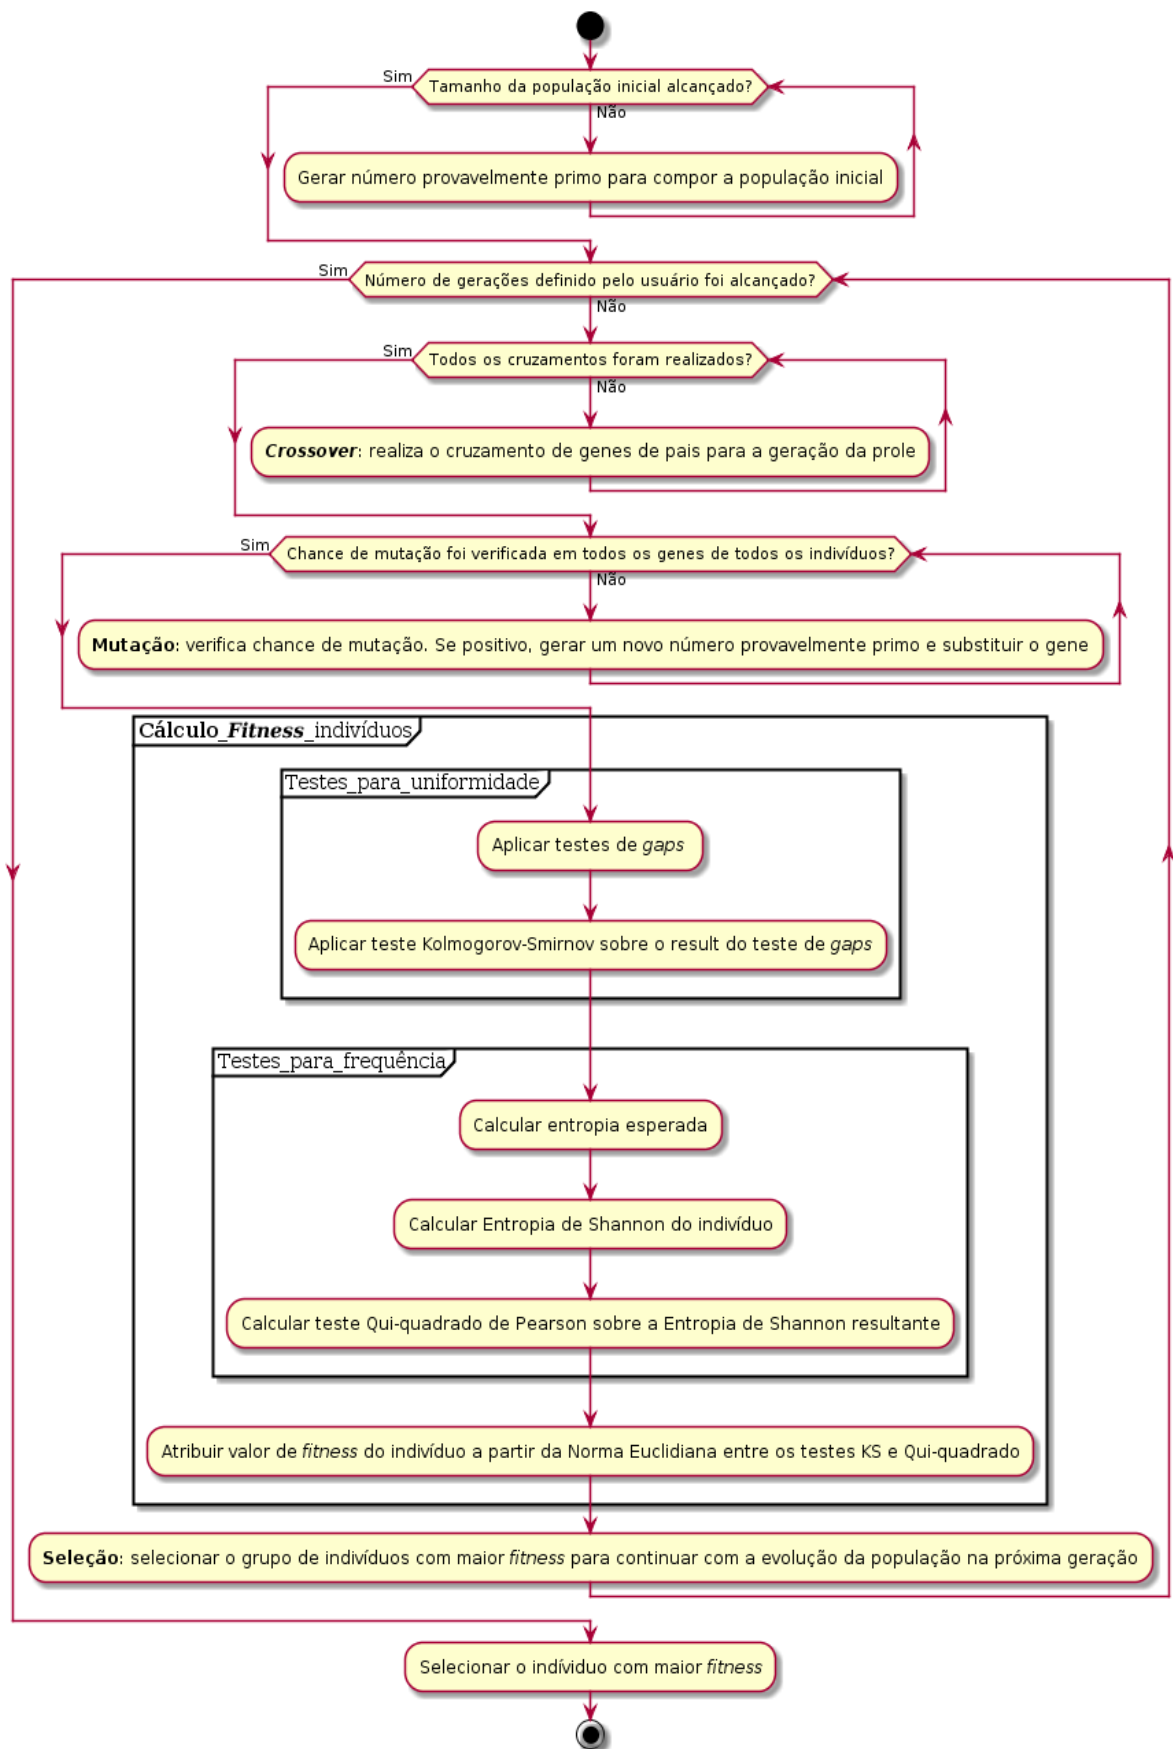 Sim
Tamanho da população inicial alcançado?
Não
Gerar número provavelmente primo para compor a população inicial
Sim
Número de gerações definido pelo usuário foi alcançado?
Não
Sim
Todos os cruzamentos foram realizados?
Não
Crossover: realiza o cruzamento de genes de pais para a geração da prole
Sim
Chance de mutação foi verificada em todos os genes de todos os indivíduos?
Não
Mutação: verifica chance de mutação. Se positivo, gerar um novo número provavelmente primo e substituir o gene
Cálculo_Fitness_indivíduos
Testes_para_uniformidade
Aplicar testes de gaps
Aplicar teste Kolmogorov-Smirnov sobre o result do teste de gaps
Testes_para_frequência
Calcular entropia esperada
Calcular Entropia de Shannon do indivíduo
Calcular teste Qui-quadrado de Pearson sobre a Entropia de Shannon resultante
Atribuir valor de fitness do indivíduo a partir da Norma Euclidiana entre os testes KS e Qui-quadrado
Seleção: selecionar o grupo de indivíduos com maior fitness para continuar com a evolução da população na próxima geração
Selecionar o indíviduo com maior fitness